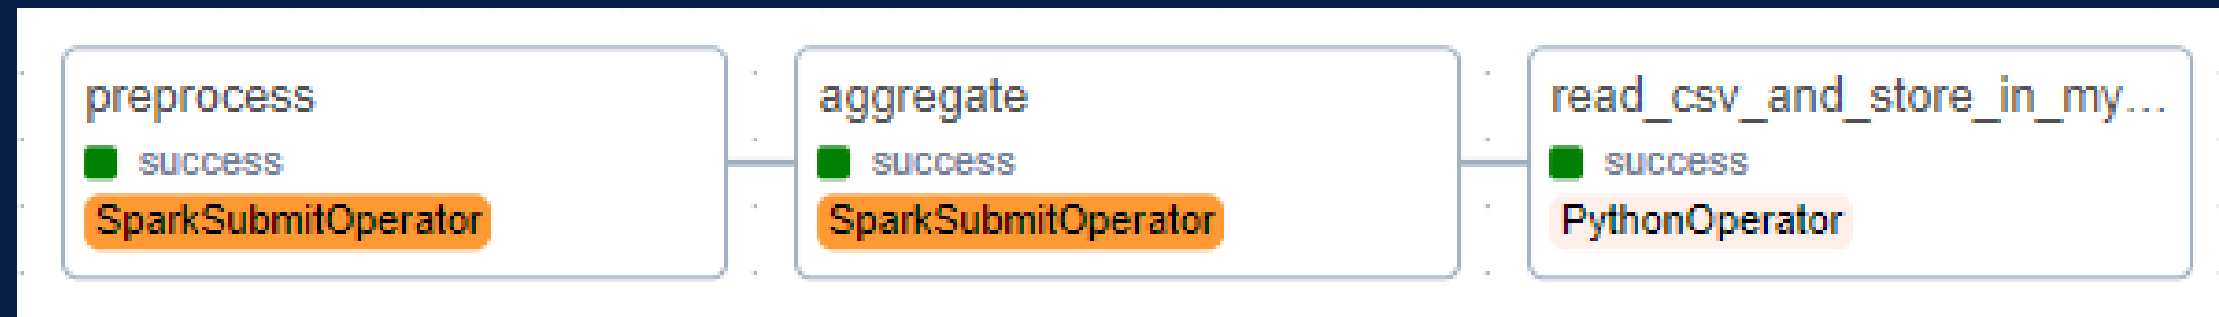 preprocess
success
SparkSubmitOperator
aggregate
success
SparkSubmitOperator
read_csv_and_store_in_my...
success
PythonOperator